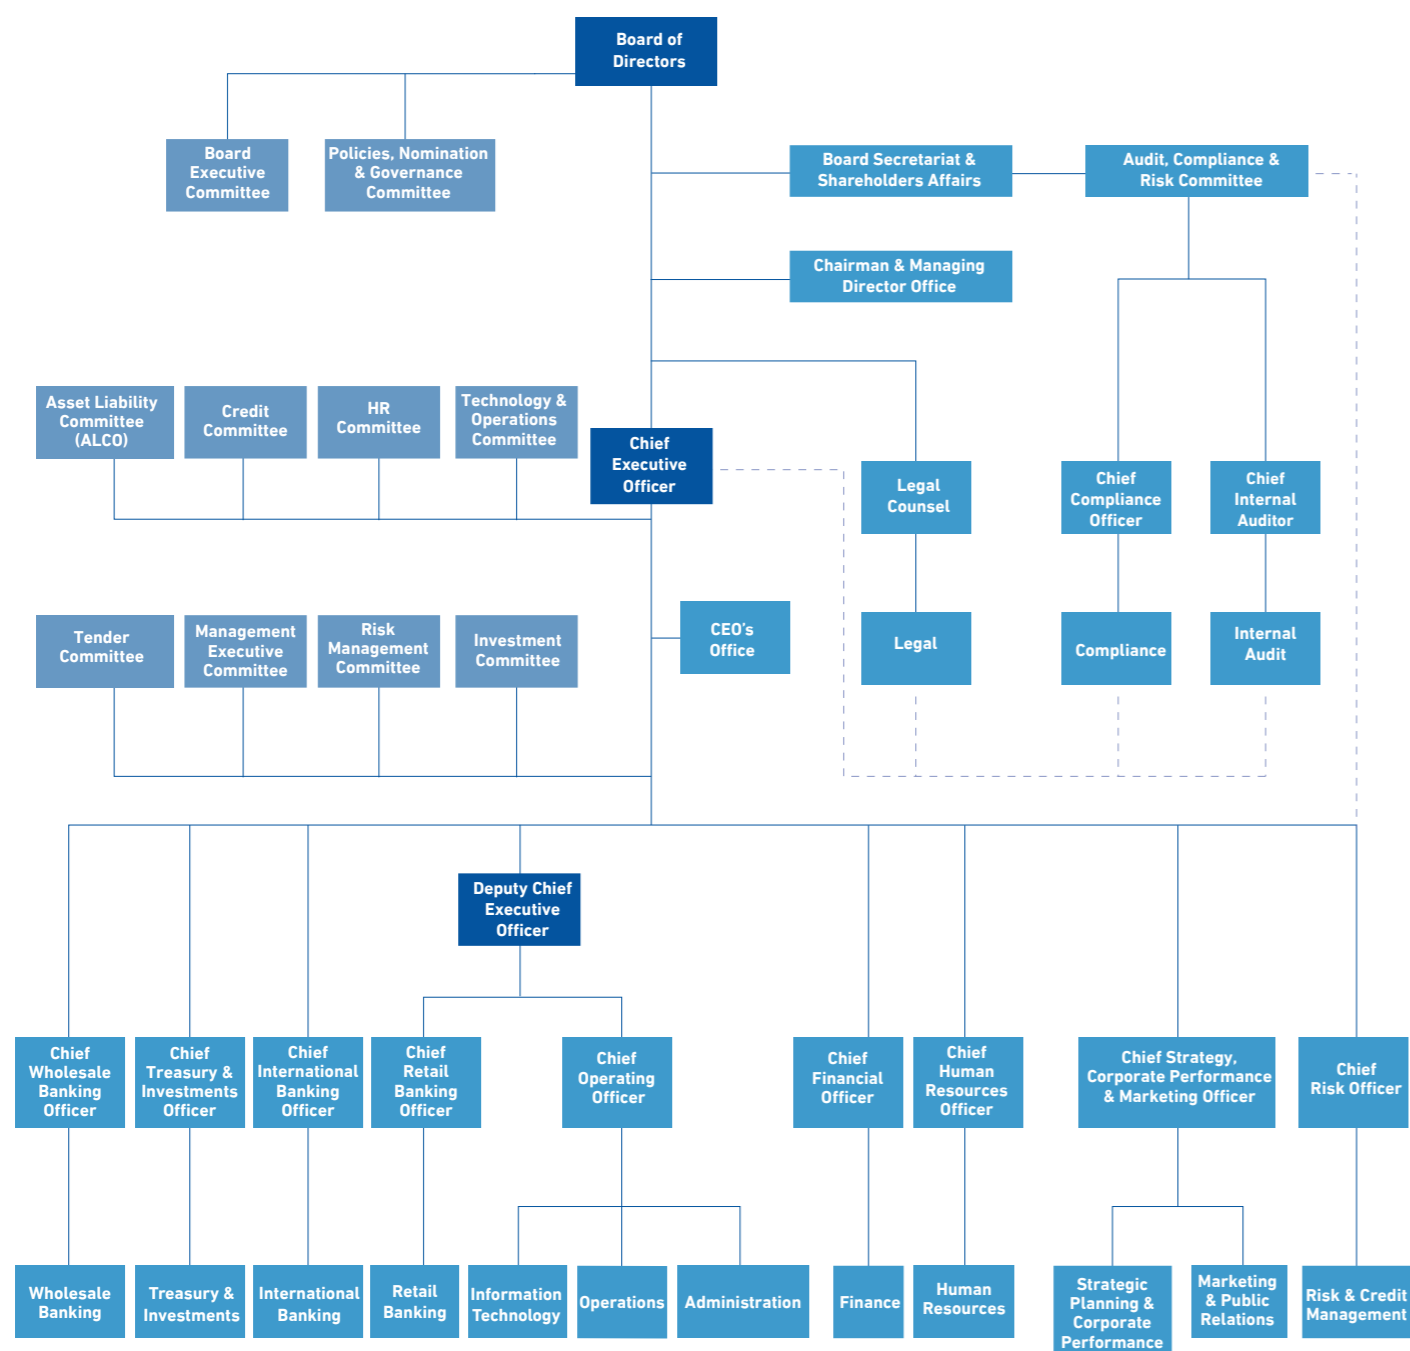 Board of
Directors
Board
Executive
Committee
Policies, Nomination
& Governance
Committee
Board Secretariat &
Shareholders Affairs
Audit, Compliance &
Risk Committee
Chairman & Managing
Director Office
Asset Liability
Committee
(ALCO)
Credit
Committee
HR
Committee
Technology &
Operations
Committee
Chief
Executive
Officer
Legal
Counsel
Chief
Compliance
Officer
Chief
Internal
Auditor
Tender
Committee
Management
Executive
Committee
Risk
Management
Committee
Investment
Committee
CEO's
Office
Legal
Compliance
Internal
Audit
Deputy Chief
Executive
Officer
Chief
Wholesale
Banking
Officer
Chief
Treasury &
Investments
Officer
Chief
International
Banking
Officer
Chief
Retail
Banking
Officer
Chief
Operating
Officer
Chief
Financial
Officer
Chief
Human
Resources
Officer
Chief Strategy,
Corporate Performance
& Marketing Officer
Chief
Risk Officer
Wholesale
Banking
Treasury &
Investments
International
Banking
Retail
Banking
Information
Technology
Operations
Administration
Finance
Human
Resources
Strategic
Planning &
Corporate
Performance
Marketing
& Public
Relations
Risk & Credit
Management